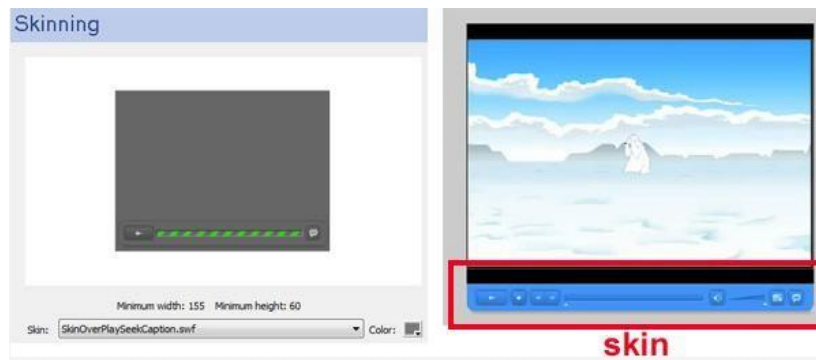 Skinning
Minimum width: 155 Minimum height: 60
Skin: SkinOverPlaySeekCaption.swf Color:
skin